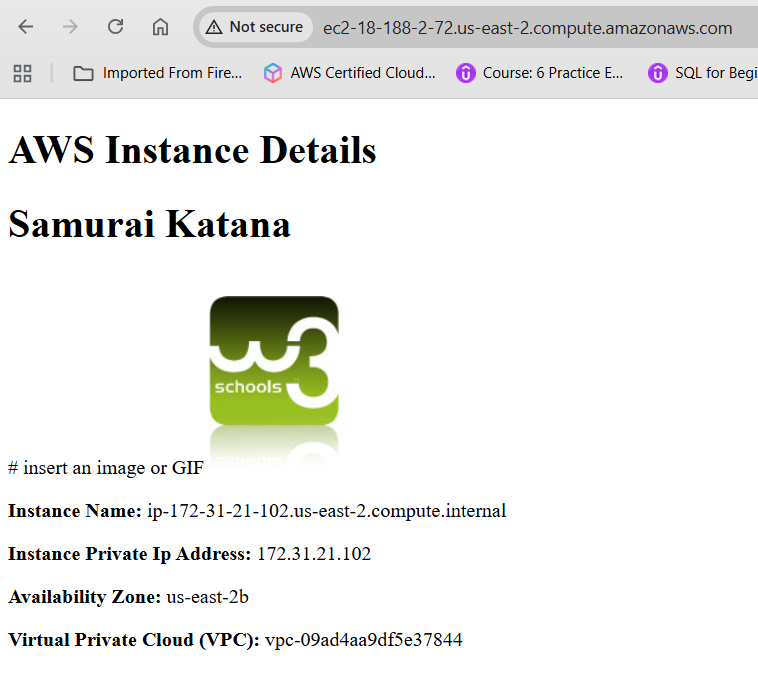 Not secure
ec2-18-188-2-72.us-east-2.compute.amazonaws.com
Imported From Fire...
AWS Certified Cloud...
Course: 6 Practice E...
SQL for Begi
AWS Instance Details
Samurai Katana
w3
schools
# insert an image or GIF
Instance Name: ip-172-31-21-102.us-east-2.compute.internal
Instance Private Ip Address: 172.31.21.102
Availability Zone: us-east-2b
Virtual Private Cloud (VPC): vpc-09ad4aa9df5e37844